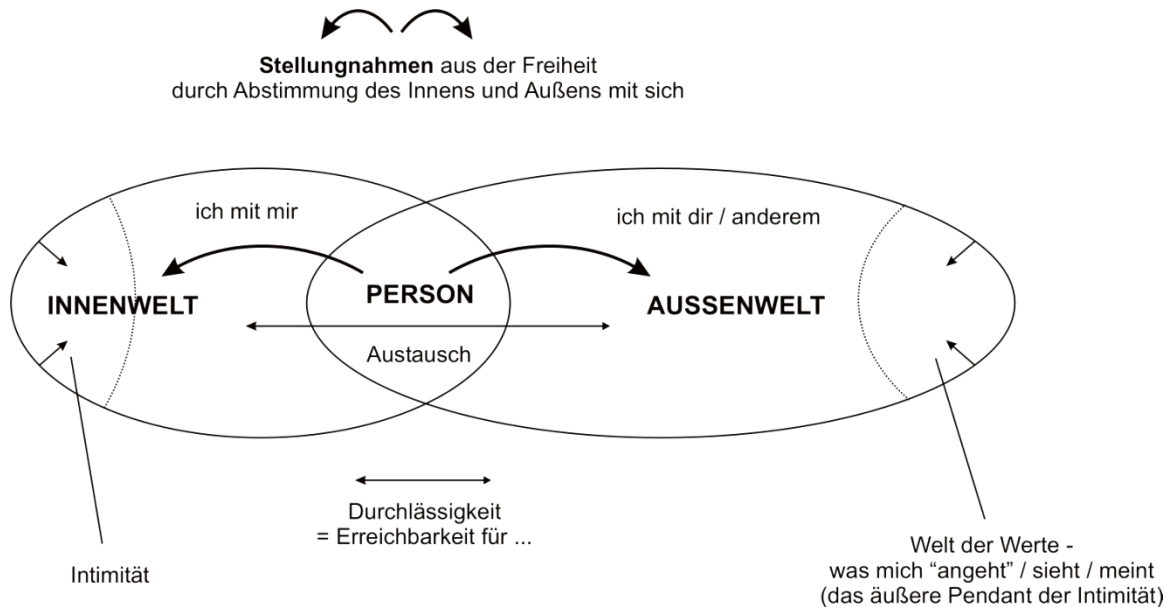 Stellungnahmen aus der Freiheit
durch Abstimmung des Innens und Außens mit sich
ich mit mir
ich mit dir / anderem
INNENWELT
PERSON
AUSSENWELT
Austausch
Durchlässigkeit
= Erreichbarkeit für ...
Intimität
Welt der Werte -
was mich “angeht” / sieht / meint
(das äußere Pendant der Intimität)